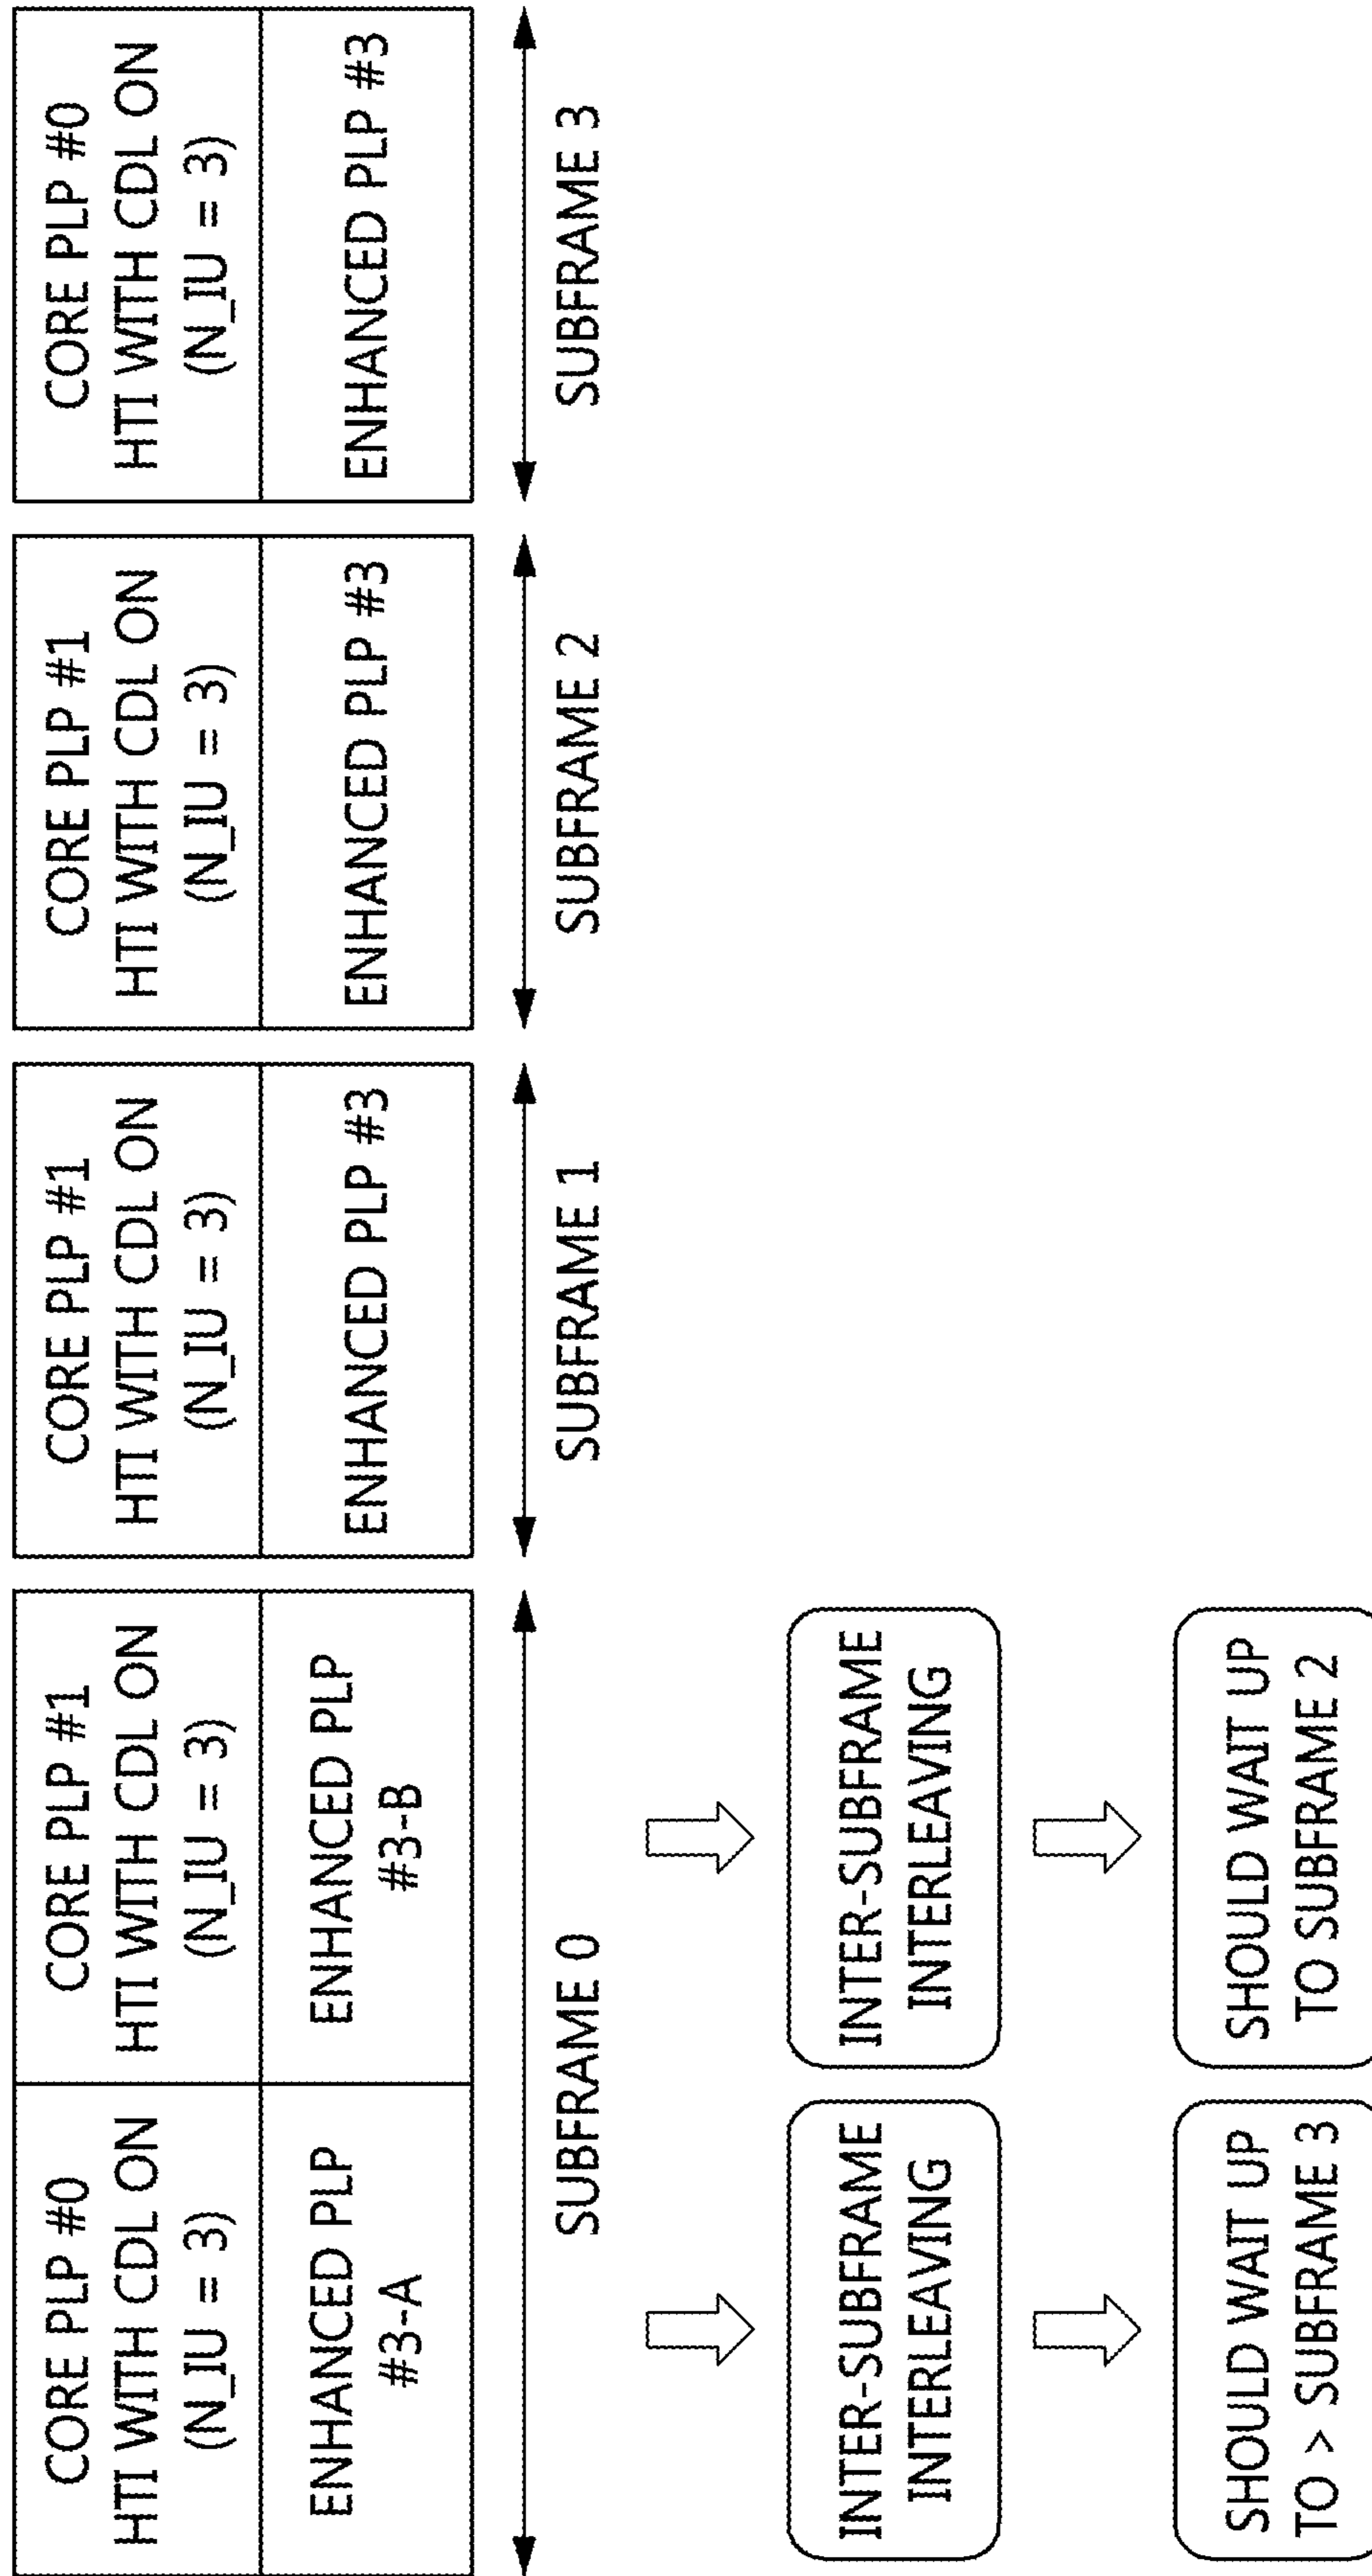 CORE PLP #0
HTI WITH CDL ON
(N_IU = 3)
ENHANCED PLP
#3-A
CORE PLP #1
HTI WITH CDL ON
(N_IU = 3)
ENHANCED PLP
#3-B
CORE PLP #1
HTI WITH CDL ON
(N_IU = 3)
ENHANCED PLP #3
CORE PLP #1
HTI WITH CDL ON
(N_IU = 3)
ENHANCED PLP #3
CORE PLP #0
HTI WITH CDL ON
(N_IU = 3)
ENHANCED PLP #3
SUBFRAME 0
SUBFRAME 1
SUBFRAME 2
SUBFRAME 3
INTER-SUBFRAME
INTERLEAVING
INTER-SUBFRAME
INTERLEAVING
SHOULD WAIT UP
TO > SUBFRAME 3
SHOULD WAIT UP
TO SUBFRAME 2